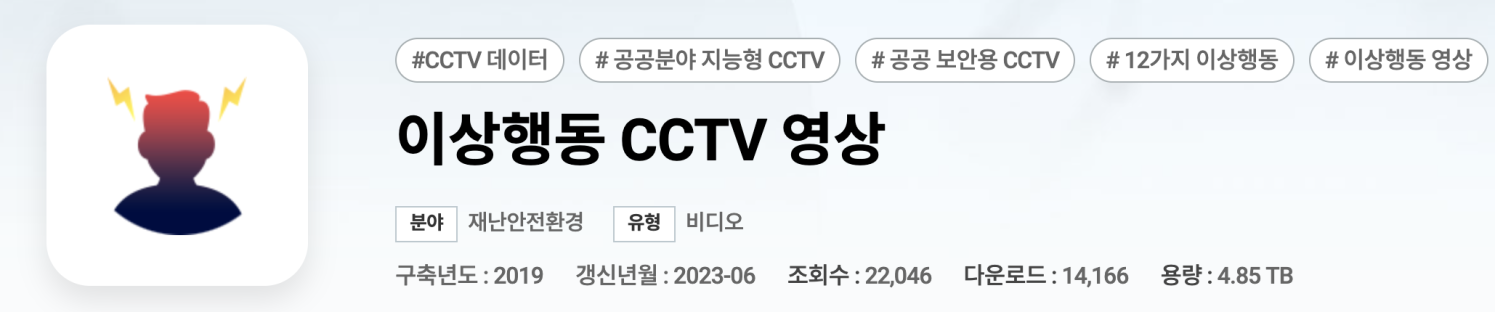 #CCTV 데이터 # 공공분야 지능형 CCTV # 공공 보안용 CCTV # 12가지 이상행동 # 이상행동 영상
이상행동 CCTV 영상
분야 재난안전환경 유형 비디오
구축년도 : 2019 갱신년월 : 2023-06 조회수 : 22,046 다운로드 : 14,166 용량 : 4.85 TB